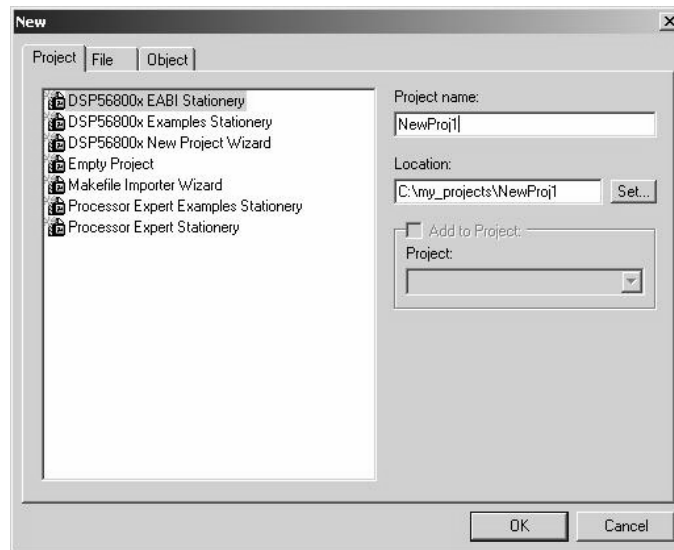 New
Project
File
Object
DSP56800x EABI Stationery
DSP56800x Examples Stationery
DSP56800x New Project Wizard
Empty Project
Makefile Importer Wizard
Processor Expert Examples Stationery
Processor Expert Stationery
Project name:
NewProj1
Location:
C:\my_projects\NewProj1
Set...
Add to Project:
Project:
OK
Cancel